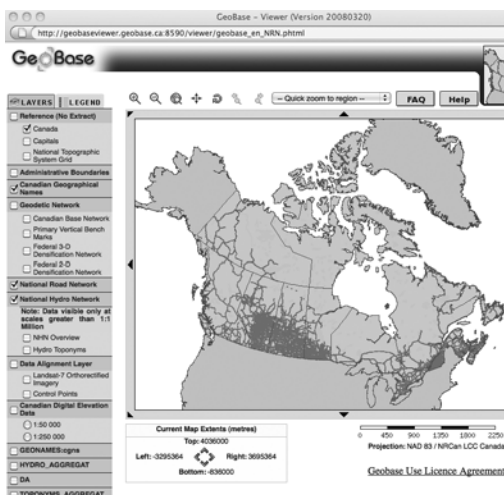 GeoBase - Viewer (Version 20080320)
http://geobaseviewer.geobase.ca:8590/viewer/geobase_en_NRN.phtml
GeoBase
LAYERS | LEGEND
-- Quick zoom to region --
FAQ
Help
Reference (No Extract)
Canada
Capitals
National Topographic
System Grid
Administrative Boundaries
Canadian Geographical
Names
Geodetic Network
Canadian Base Network
Primary Vertical Bench
Marks
Federal 3-D
Densification Network
Federal 2-D
Densification Network
National Road Network
National Hydro Network
Note: Data visible only at
scales greater than 1:1
Million
NHN Overview
Hydro Toponyms
Data Alignment Layer
Landsat-7 Orthorectified
Imagery
Control Points
Canadian Digital Elevation
Data
1:50 000
1:250 000
GEONAMES:cgns
HYDRO_AGGREGAT
DA
TOPONYMS_AGGREGAT
Current Map Extents (metres)
Top: 4036000
Left: -3295364
Right: 3695364
Bottom: -836000
0 450 900 1350 1800 2250
Projection: NAD 83 / NRCan LCC Canada
Geobase Use Licence Agreement